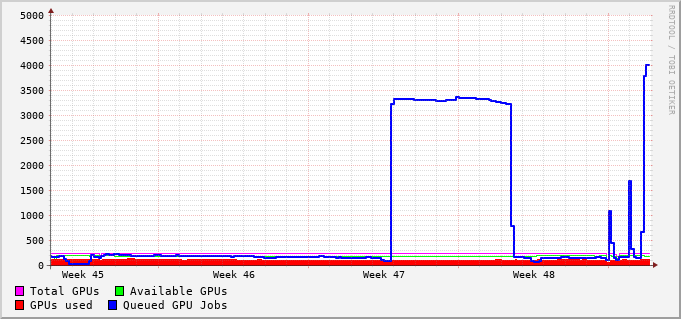 RRDTOOL / TOBI OETIKER
5000
4500
4000
3500
3000
2500
2000
1500
1000
500
0
Week 45 Week 46 Week 47 Week 48
Total GPUs Available GPUs
GPUs used Queued GPU Jobs